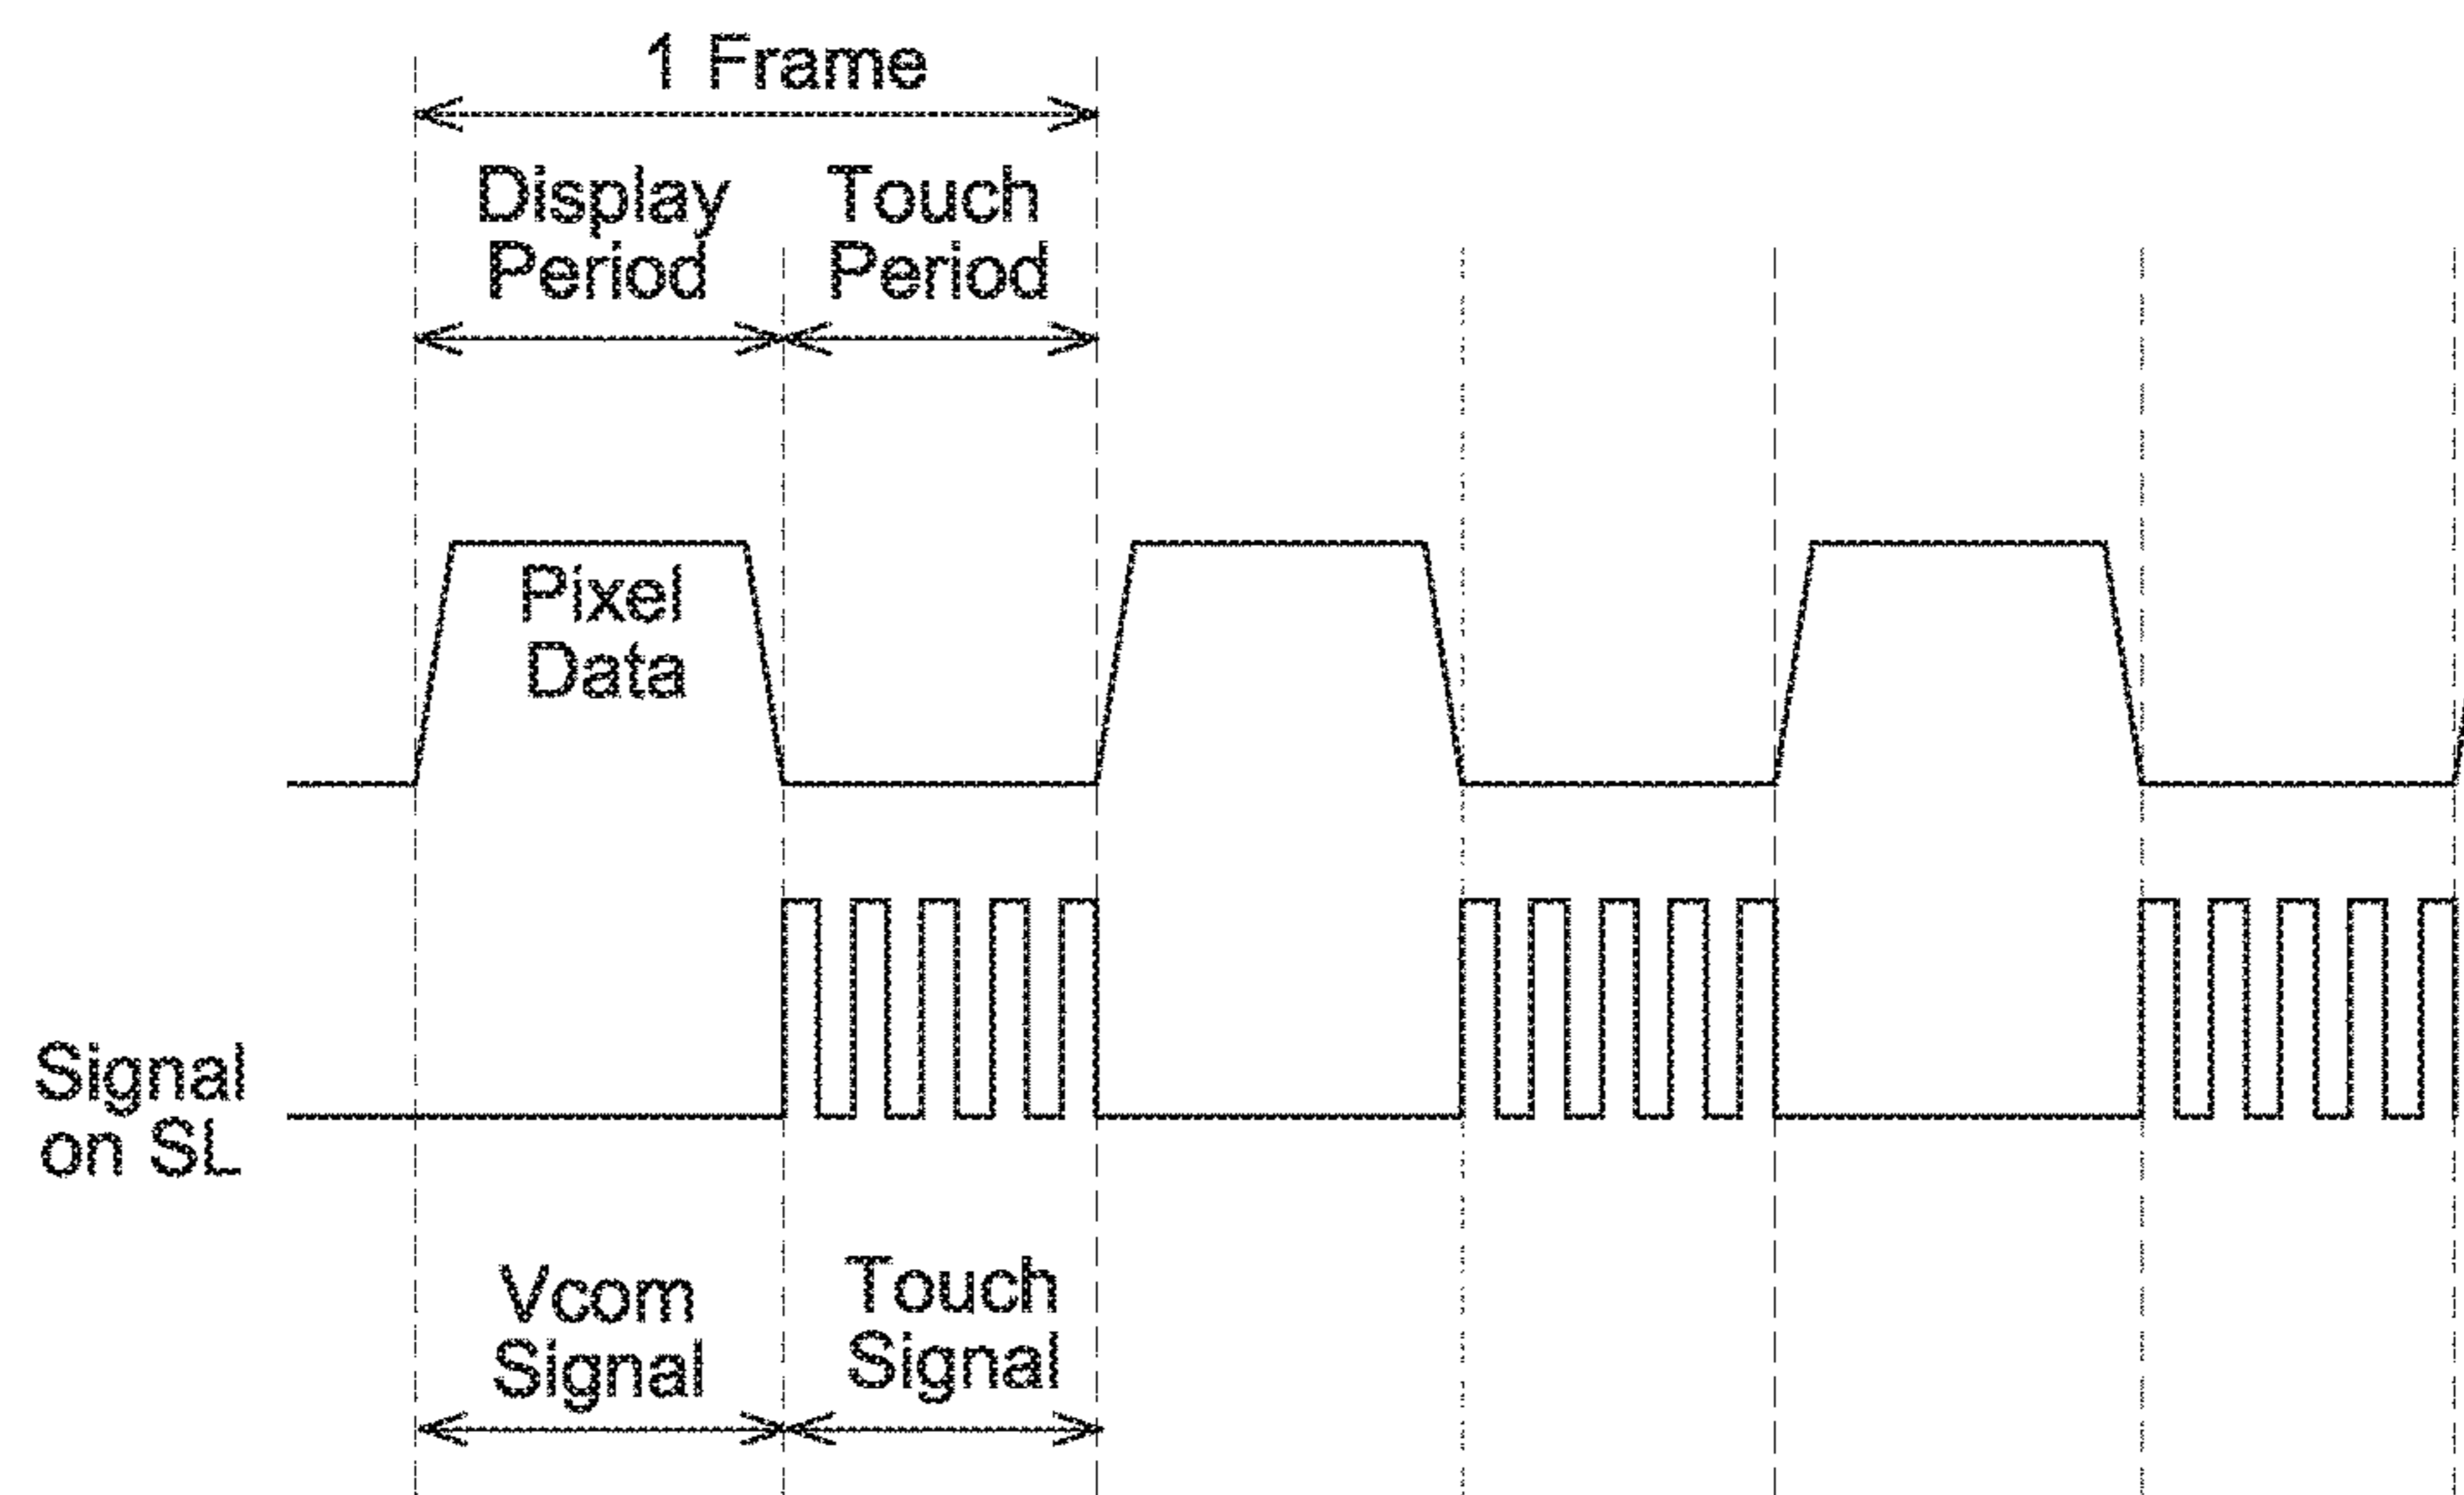 1 Frame
Display
Period
Touch
Period
Pixel
Data
Signal
on SL
Vcom
Signal
Touch
Signal